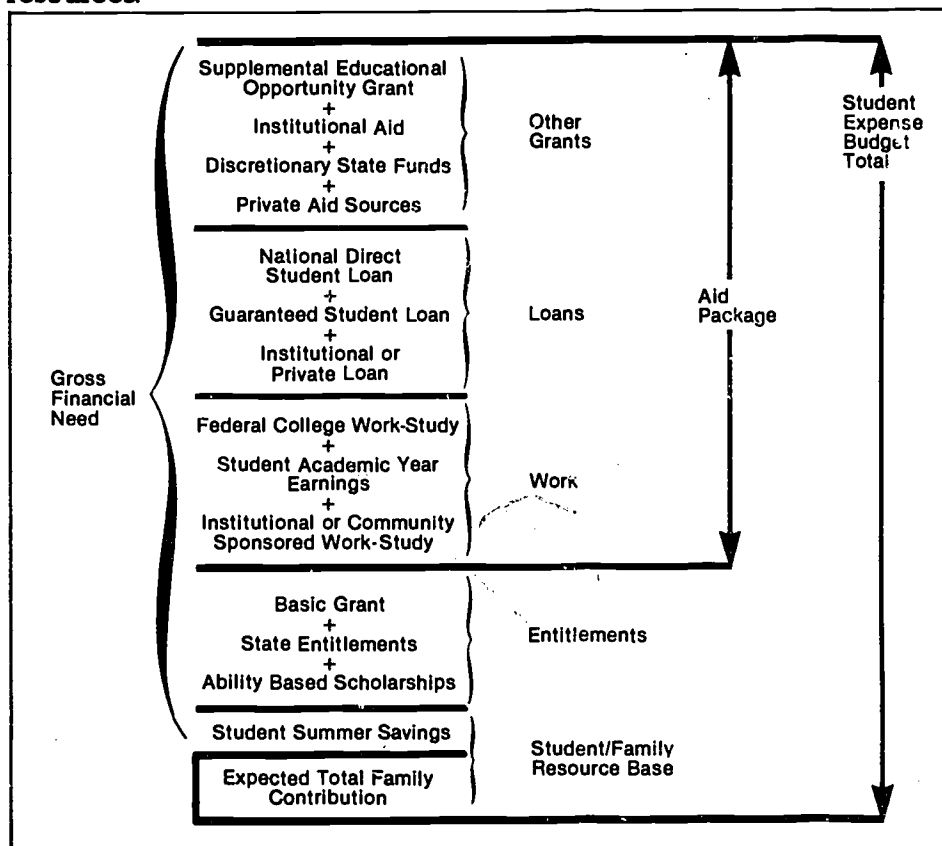 Supplemental Educational
Opportunity Grant
+
Institutional Aid
+
Discretionary State Funds
+
Private Aid Sources
Other
Grants
National Direct
Student Loan
+
Guaranteed Student Loan
+
Institutional or
Private Loan
Loans
Federal College Work-Study
+
Student Academic Year
Earnings
+
Institutional or Community
Sponsored Work-Study
Work
Basic Grant
+
State Entitlements
+
Ability Based Scholarships
Entitlements
Student Summer Savings
Expected Total Family
Contribution
Student/Family
Resource Base
Gross
Financial
Need
Aid
Package
Student
Expense
Budget
Total